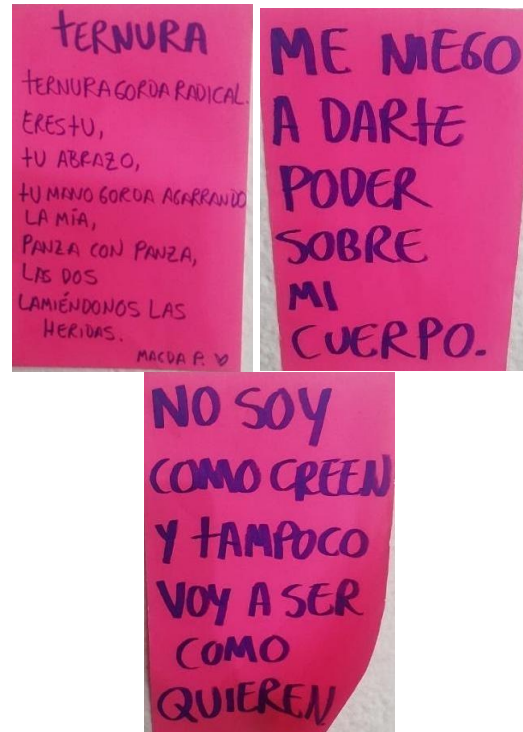 tERNURA
tERNURA GORDA RADICAL.
ERES tU,
tU ABRAZO,
tU MANO GORDA AGARRANDO
LA MÍA,
PANZA CON PANZA,
LAS DOS
LAMIÉNDONOS LAS
HERIDAS.
MAGDA P. ♡
ME NIEGO
A DARtE
PODER
SOBRE
MI
CUERPO.
NO SOY
COMO CREEN
Y tAMPOCO
VOY A SER
COMO
QUIEREN.